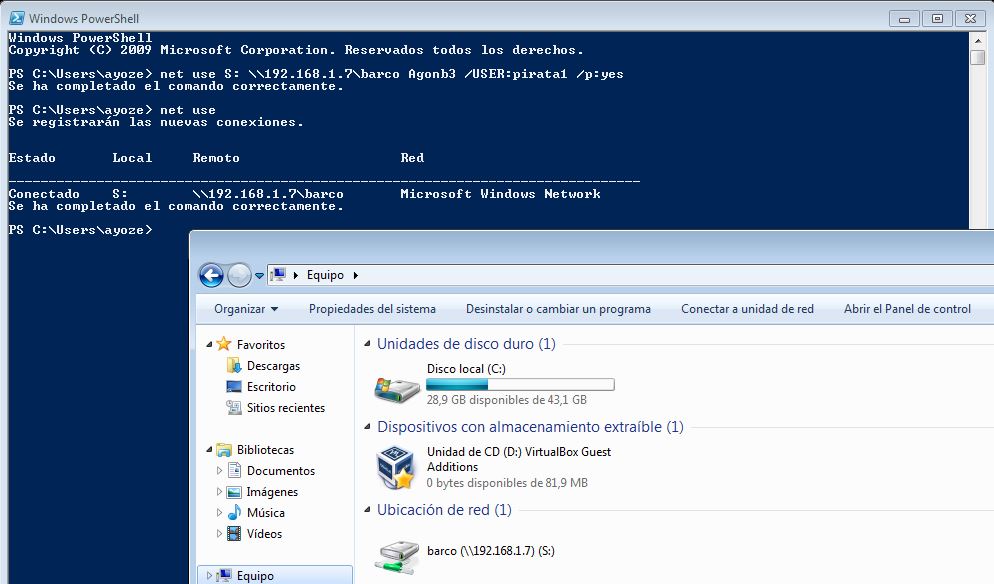 Windows PowerShell
Windows PowerShell
Copyright (C) 2009 Microsoft Corporation. Reservados todos los derechos.
PS C:\Users\ayoze> net use S: \\192.168.1.7\barco Agonb3 /USER:pirata1 /p:yes
Se ha completado el comando correctamente.
PS C:\Users\ayoze> net use
Se registrarán las nuevas conexiones.
Estado Local Remoto Red
-------------------------------------------------------------------------------
Conectado S: \\192.168.1.7\barco Microsoft Windows Network
Se ha completado el comando correctamente.
PS C:\Users\ayoze>
Equipo
Organizar Propiedades del sistema Desinstalar o cambiar un programa Conectar a unidad de red Abrir el Panel de control
Favoritos
Descargas
Escritorio
Sitios recientes
Bibliotecas
Documentos
Imágenes
Música
Vídeos
Equipo
Unidades de disco duro (1)
Disco local (C:)
28,9 GB disponibles de 43,1 GB
Dispositivos con almacenamiento extraíble (1)
Unidad de CD (D:) VirtualBox Guest
Additions
0 bytes disponibles de 81,9 MB
Ubicación de red (1)
barco (\\192.168.1.7) (S:)